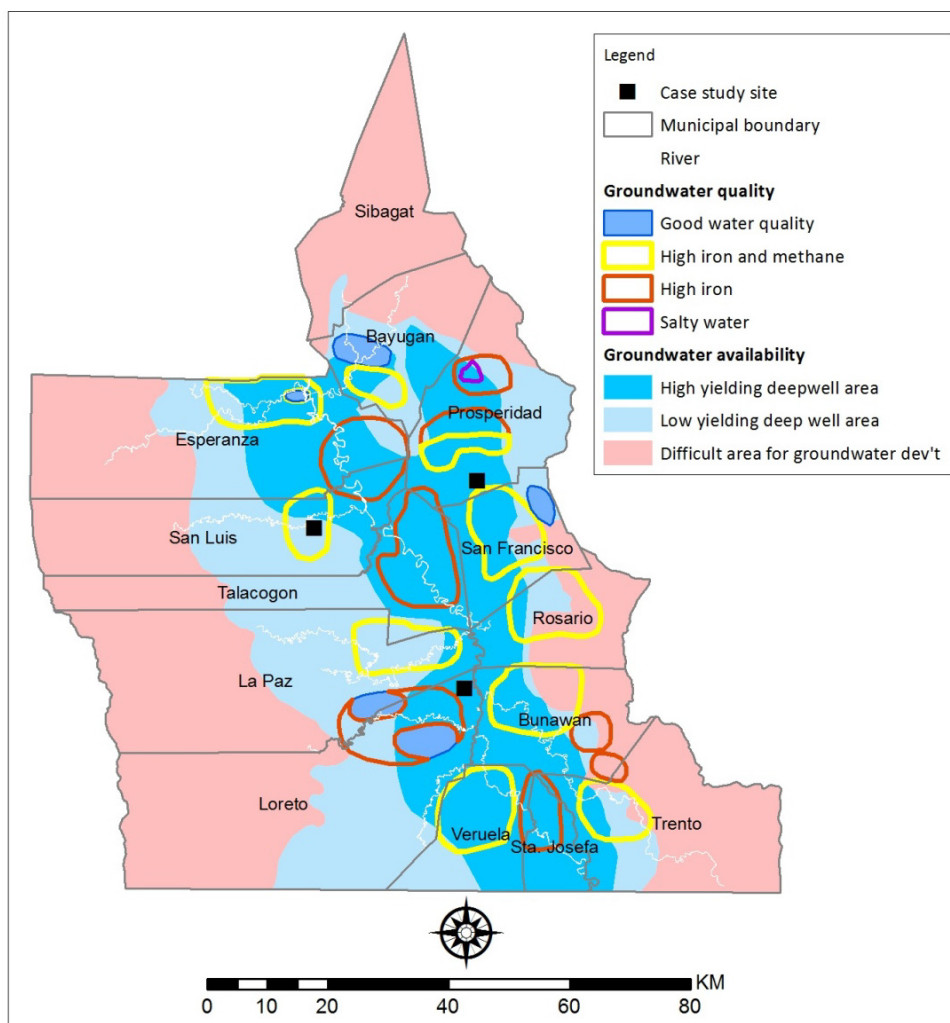 Legend
Case study site
Municipal boundary
River
Groundwater quality
Good water quality
High iron and methane
High iron
Salty water
Groundwater availability
High yielding deepwell area
Low yielding deep well area
Difficult area for groundwater dev't
Sibagat
Bayugan
Prosperidad
Esperanza
San Luis
San Francisco
Talacogon
Rosario
La Paz
Bunawan
Loreto
Veruela
Sta. Josefa
Trento
KM
0 10 20 40 60 80